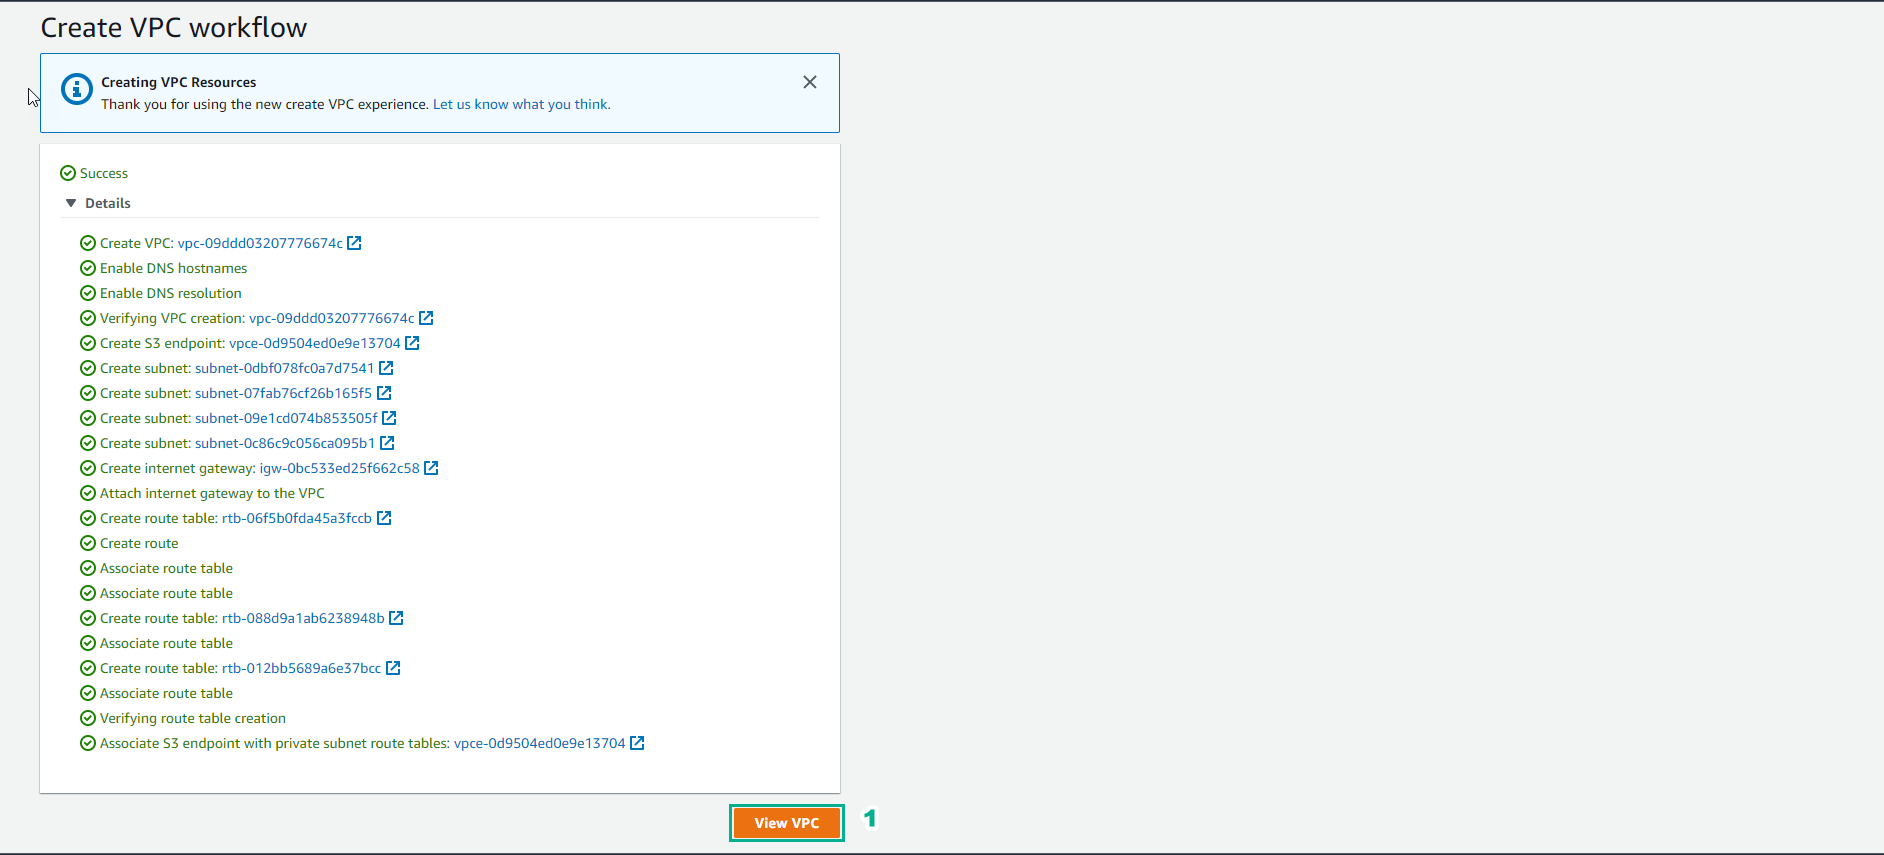 Create VPC workflow
Creating VPC Resources
Thank you for using the new create VPC experience. Let us know what you think.
Success
Details
Create VPC: vpc-09ddd03207776674c
Enable DNS hostnames
Enable DNS resolution
Verifying VPC creation: vpc-09ddd03207776674c
Create S3 endpoint: vpce-0d9504ed0e9e13704
Create subnet: subnet-0dbf078fc0a7d7541
Create subnet: subnet-07fab76cf26b165f5
Create subnet: subnet-09e1cd074b853505f
Create subnet: subnet-0c86c9c056ca095b1
Create internet gateway: igw-0bc533ed25f662c58
Attach internet gateway to the VPC
Create route table: rtb-06f5b0fda45a3fccb
Create route
Associate route table
Associate route table
Create route table: rtb-088d9a1ab6238948b
Associate route table
Create route table: rtb-012bb5689a6e37bcc
Associate route table
Verifying route table creation
Associate S3 endpoint with private subnet route tables: vpce-0d9504ed0e9e13704
View VPC 1